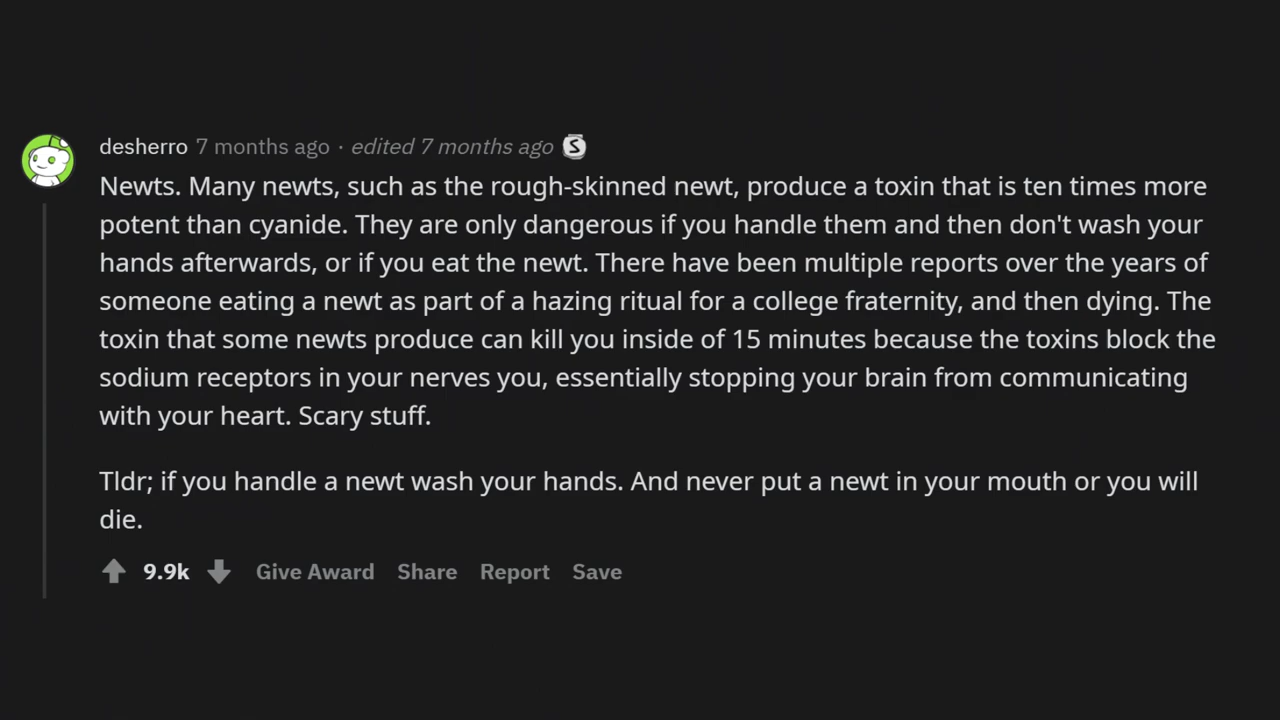 desherro 7 months ago · edited 7 months ago S
Newts. Many newts, such as the rough-skinned newt, produce a toxin that is ten times more
potent than cyanide. They are only dangerous if you handle them and then don't wash your
hands afterwards, or if you eat the newt. There have been multiple reports over the years of
someone eating a newt as part of a hazing ritual for a college fraternity, and then dying. The
toxin that some newts produce can kill you inside of 15 minutes because the toxins block the
sodium receptors in your nerves you, essentially stopping your brain from communicating
with your heart. Scary stuff.
Tldr; if you handle a newt wash your hands. And never put a newt in your mouth or you will
die.
9.9k Give Award Share Report Save